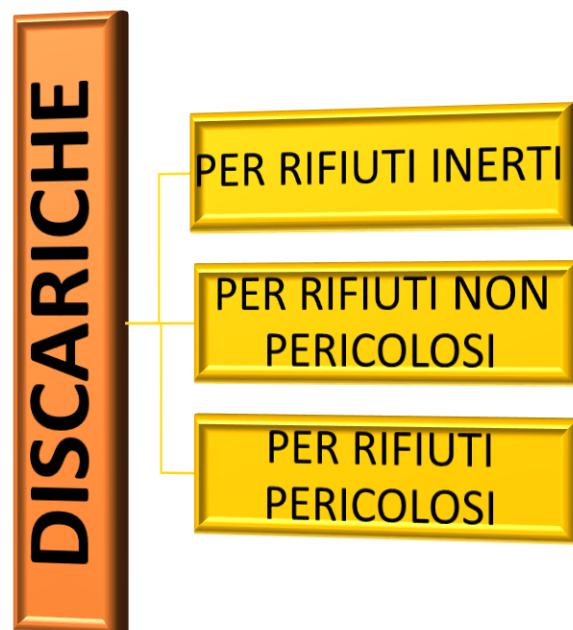 DISCARICHE
PER RIFIUTI INERTI
PER RIFIUTI NON
PERICOLOSI
PER RIFIUTI
PERICOLOSI